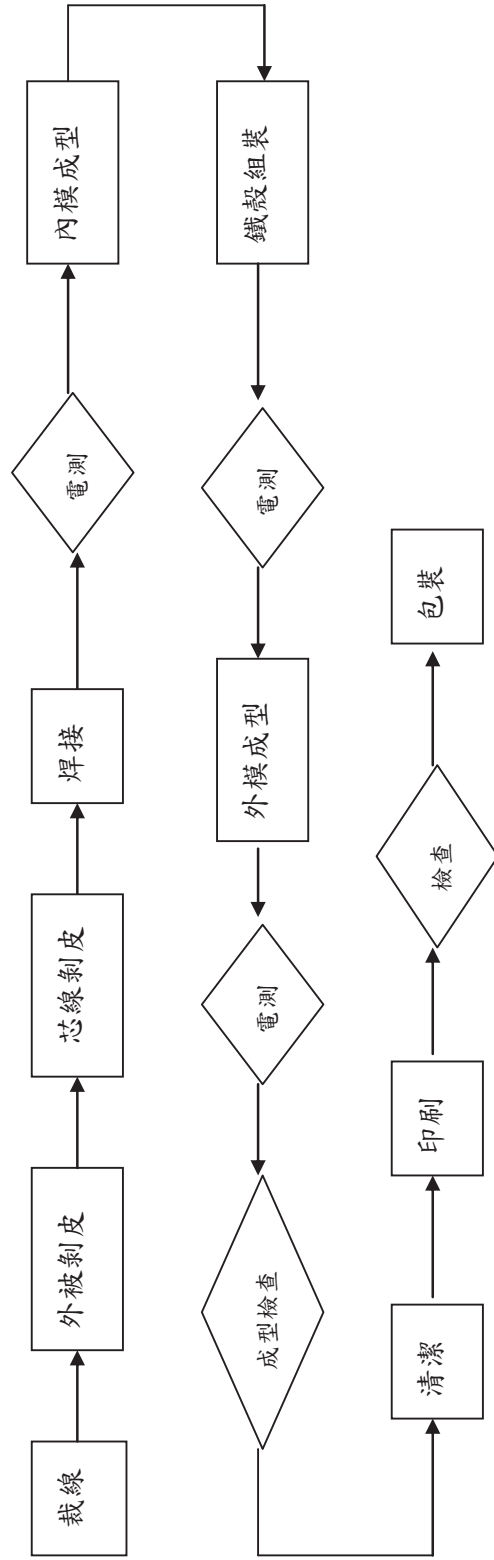 裁線
外被剝皮
芯線剝皮
焊接
電測
內模成型
鐵殼組裝
電測
外模成型
電測
成型檢查
清潔
印刷
檢查
包裝